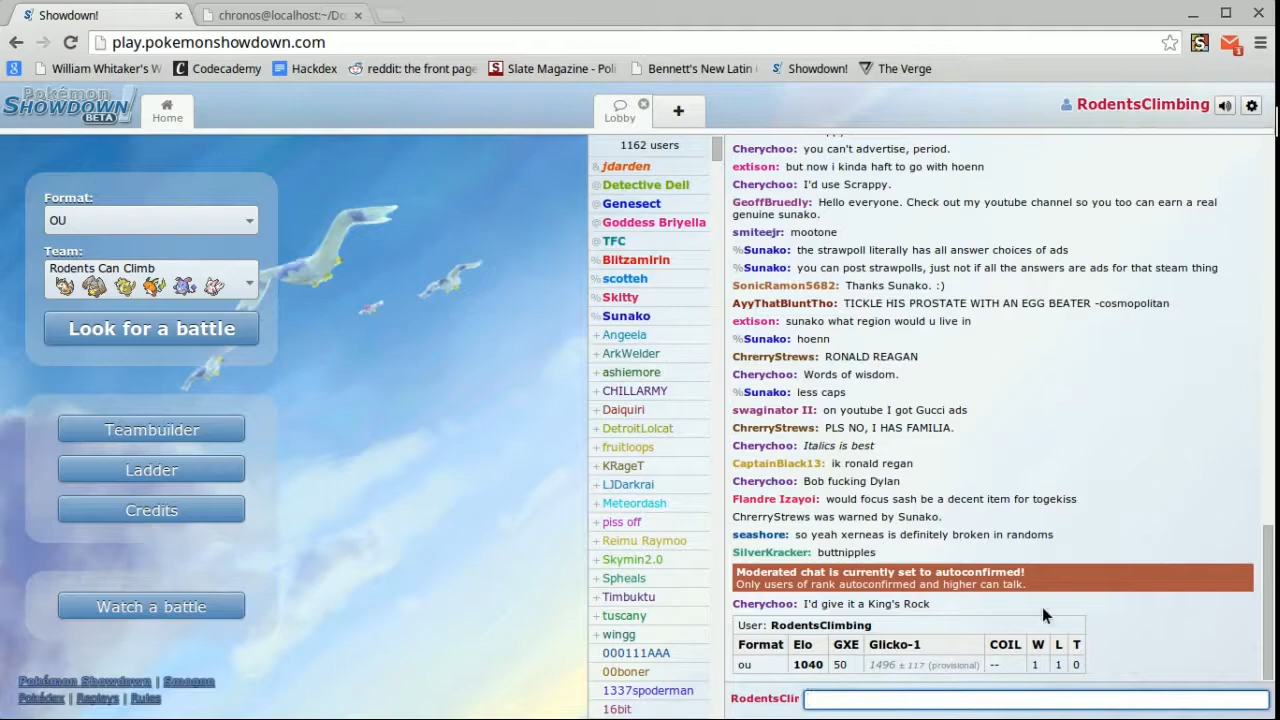 Showdown!
chronos@localhost:~/Do
play.pokemonshowdown.com
William Whitaker's W
Codecademy
Hackdex
reddit: the front page
Slate Magazine - Poli
Bennett's New Latin
Showdown!
The Verge
Pokémon
SHOWDOWN!
BETA
Home
Lobby
RodentsClimbing
Format:
OU
Team:
Rodents Can Climb
Look for a battle
Teambuilder
Ladder
Credits
Watch a battle
Pokémon Showdown | Smogon
Pokédex | Replays | Rules
1162 users
& jdarden
@ Detective Dell
@ Genesect
@ Goddess Briyella
@ TFC
% Blitzamirin
% scotteh
% Skitty
% Sunako
+ Angeela
+ ArkWelder
+ ashiemore
+ CHILLARMY
+ Daiquiri
+ DetroitLolcat
+ fruitloops
+ KRageT
+ LJDarkrai
+ Meteordash
+ piss off
+ Reimu Raymoo
+ Skymin2.0
+ Spheals
+ Timbuktu
+ tuscany
+ wingg
000111AAA
00boner
1337spoderman
16bit
Cherychoo: you can't advertise, period.
extison: but now i kinda haft to go with hoenn
Cherychoo: I'd use Scrappy.
GeoffBruedly: Hello everyone. Check out my youtube channel so you too can earn a real
genuine sunako.
smiteejr: mootone
%Sunako: the strawpoll literally has all answer choices of ads
%Sunako: you can post strawpolls, just not if all the answers are ads for that steam thing
SonicRamon5682: Thanks Sunako. :)
AyyThatBluntTho: TICKLE HIS PROSTATE WITH AN EGG BEATER -cosmopolitan
extison: sunako what region would u live in
%Sunako: hoenn
ChrerryStrews: RONALD REAGAN
Cherychoo: Words of wisdom.
%Sunako: less caps
swaginator II: on youtube I got Gucci ads
ChrerryStrews: PLS NO, I HAS FAMILIA.
Cherychoo: Italics is best
CaptainBlack13: ik ronald regan
Cherychoo: Bob fucking Dylan
Flandre Izayoi: would focus sash be a decent item for togekiss
ChrerryStrews was warned by Sunako.
seashore: so yeah xerneas is definitely broken in randoms
SilverKracker: buttnipples
Moderated chat is currently set to autoconfirmed!
Only users of rank autoconfirmed and higher can talk.
Cherychoo: I'd give it a King's Rock
User: RodentsClimbing
Format Elo GXE Glicko-1 COIL W L T
ou 1040 50 1496 ± 117 (provisional) -- 1 1 0
RodentsClir